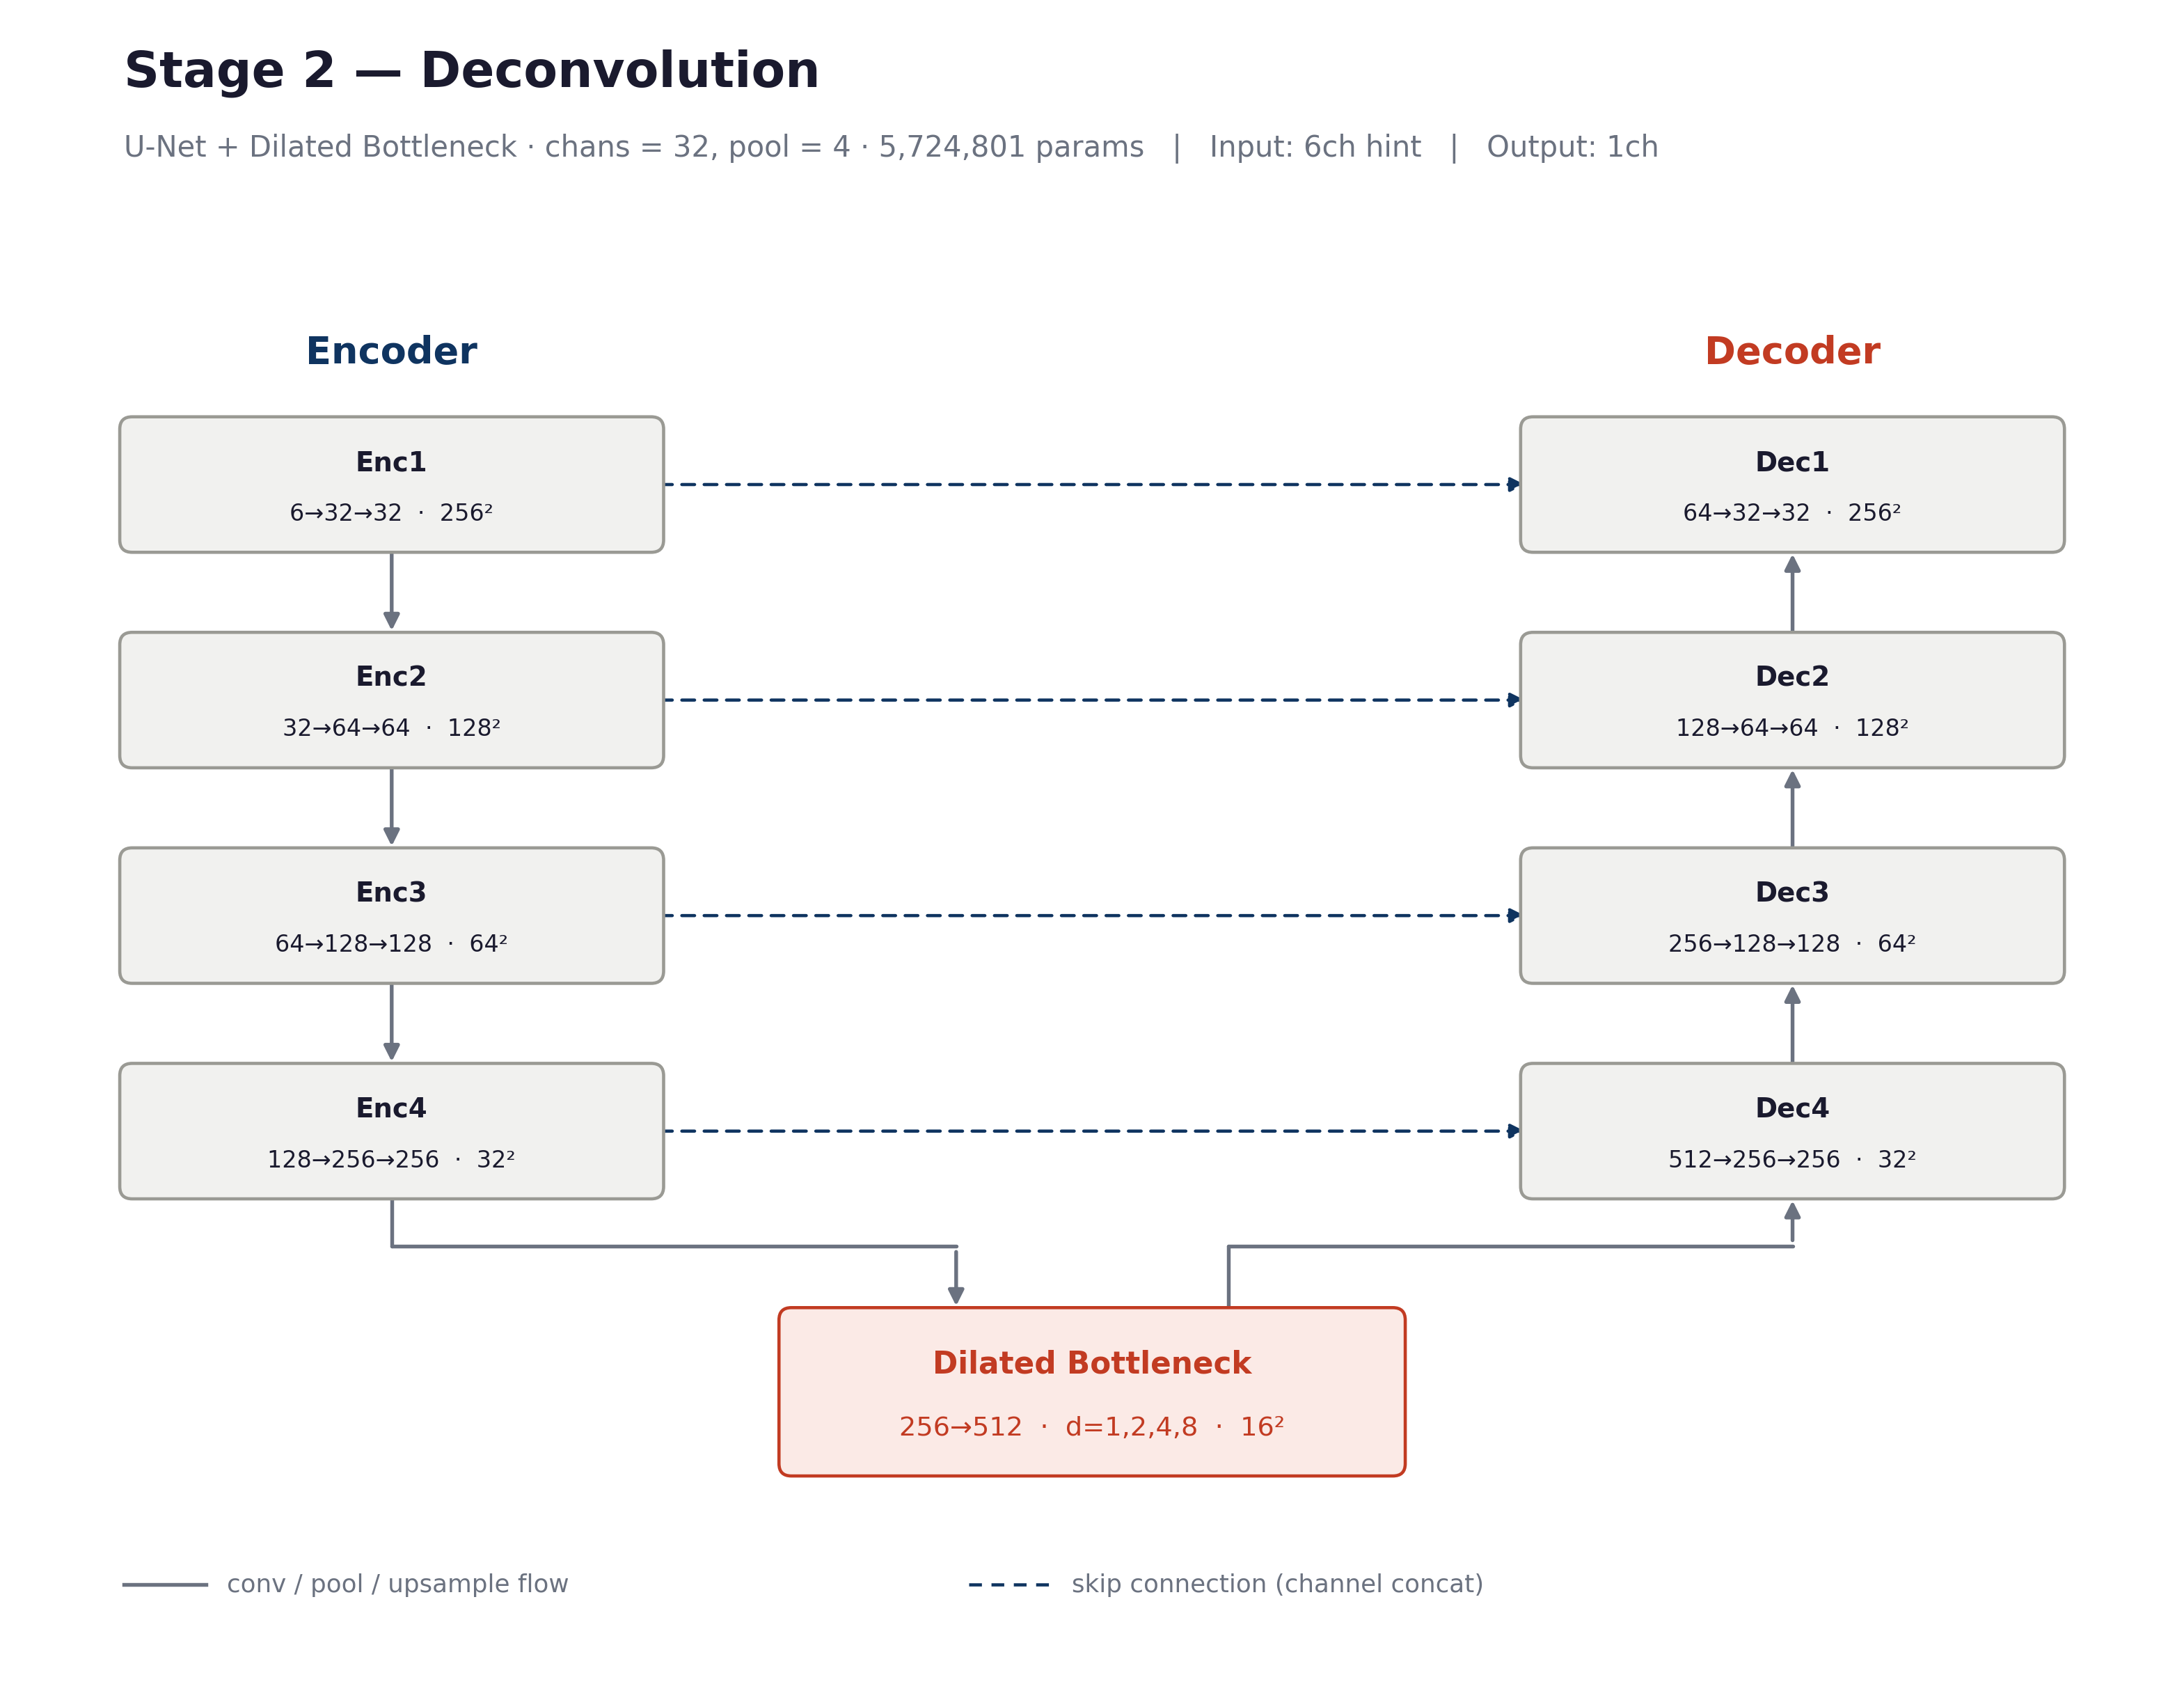 Stage 2 — Deconvolution
U-Net + Dilated Bottleneck · chans = 32, pool = 4 · 5,724,801 params | Input: 6ch hint | Output: 1ch
Encoder
Decoder
Enc1
6→32→32 · 256²
Dec1
64→32→32 · 256²
Enc2
32→64→64 · 128²
Dec2
128→64→64 · 128²
Enc3
64→128→128 · 64²
Dec3
256→128→128 · 64²
Enc4
128→256→256 · 32²
Dec4
512→256→256 · 32²
Dilated Bottleneck
256→512 · d=1,2,4,8 · 16²
conv / pool / upsample flow
skip connection (channel concat)